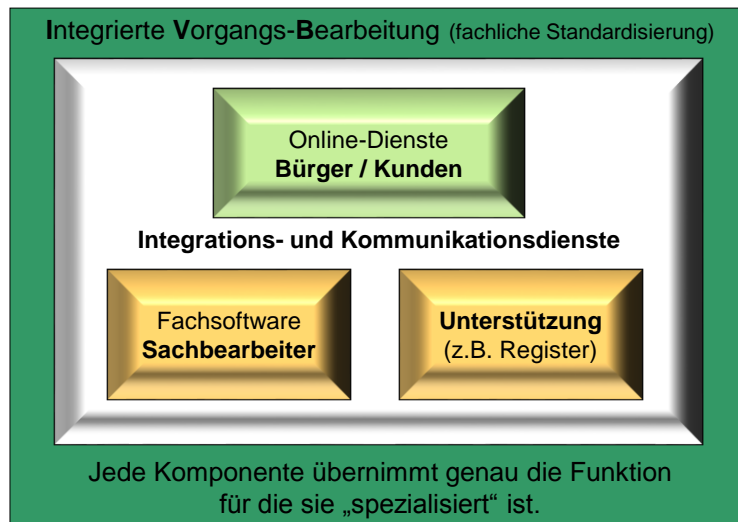 Integrierte Vorgangs-Bearbeitung (fachliche Standardisierung)
Online-Dienste
Bürger / Kunden
Integrations- und Kommunikationsdienste
Fachsoftware
Sachbearbeiter
Unterstützung
(z.B. Register)
Jede Komponente übernimmt genau die Funktion
für die sie „spezialisiert“ ist.